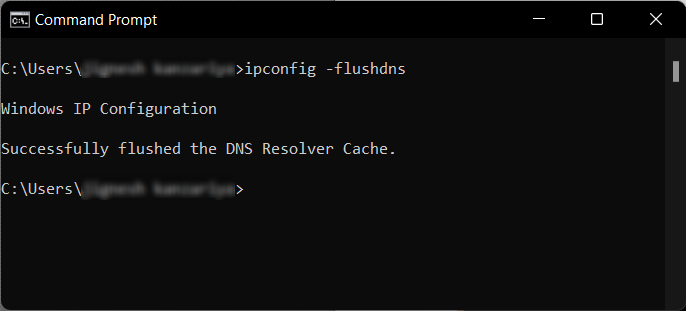 Command Prompt
C:\Users\>ipconfig -flushdns
Windows IP Configuration
Successfully flushed the DNS Resolver Cache.
C:\Users\>